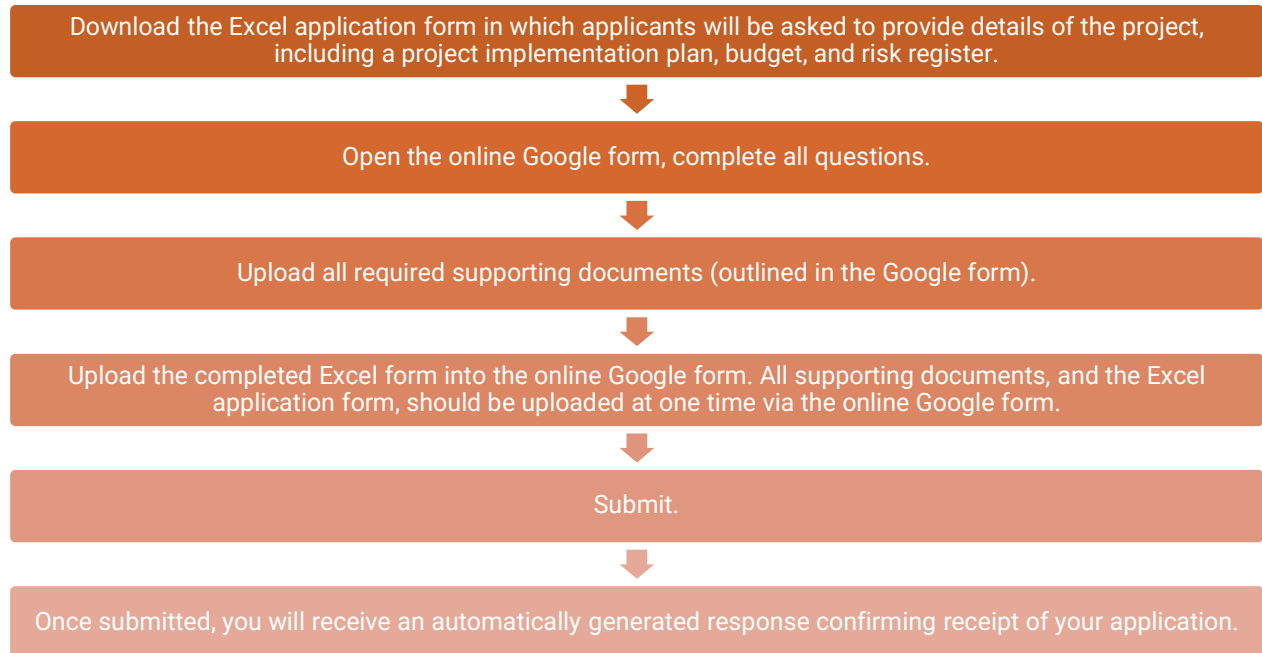 Download the Excel application form in which applicants will be asked to provide details of the project,
including a project implementation plan, budget, and risk register.
Open the online Google form, complete all questions.
Upload all required supporting documents (outlined in the Google form).
Upload the completed Excel form into the online Google form. All supporting documents, and the Excel
application form, should be uploaded at one time via the online Google form.
Submit.
Once submitted, you will receive an automatically generated response confirming receipt of your application.